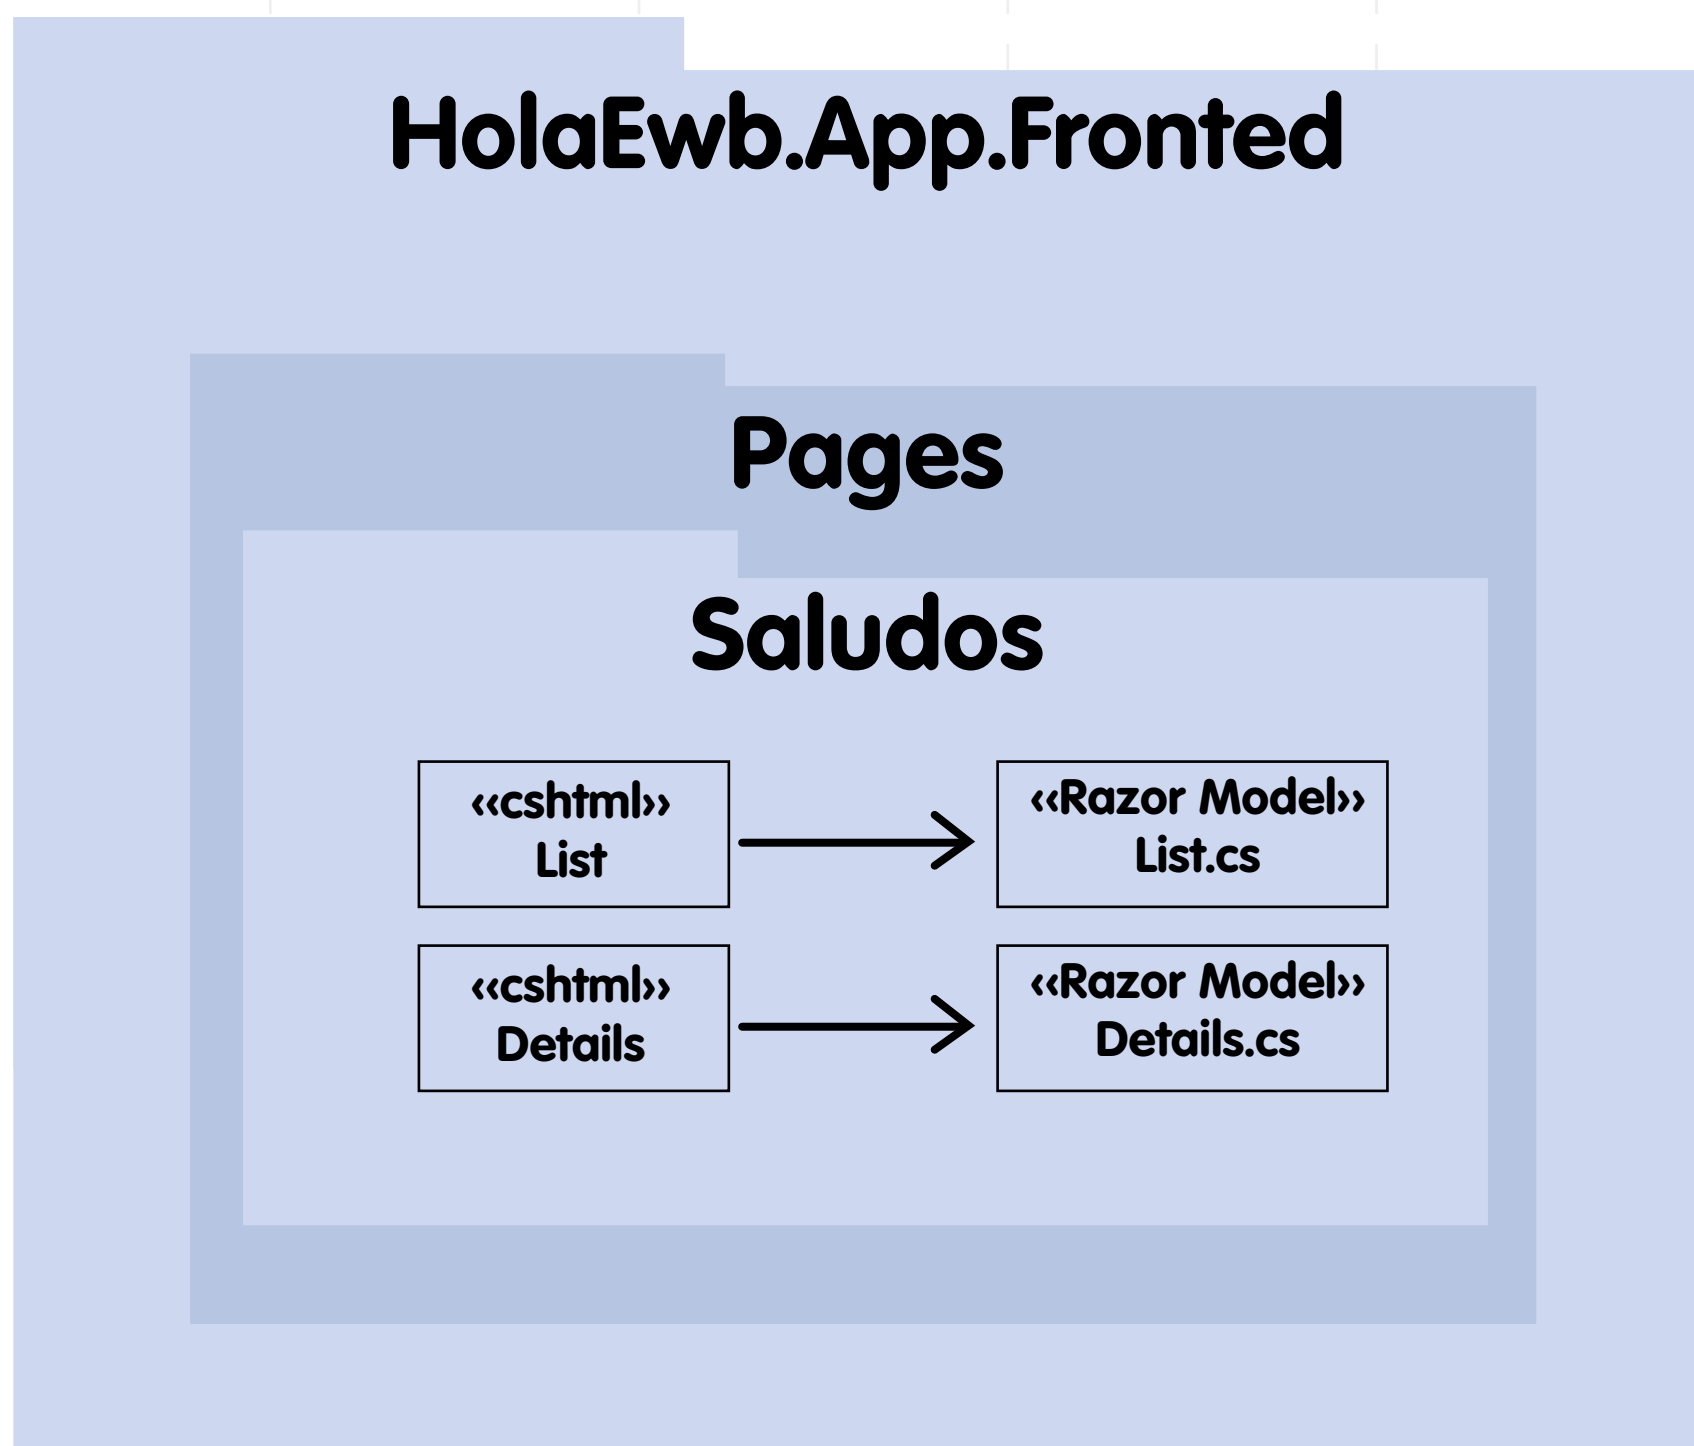 HolaEwb.App.Fronted
Pages
Saludos
‹‹cshtml››
List
‹‹Razor Model››
List.cs
‹‹cshtml››
Details
‹‹Razor Model››
Details.cs